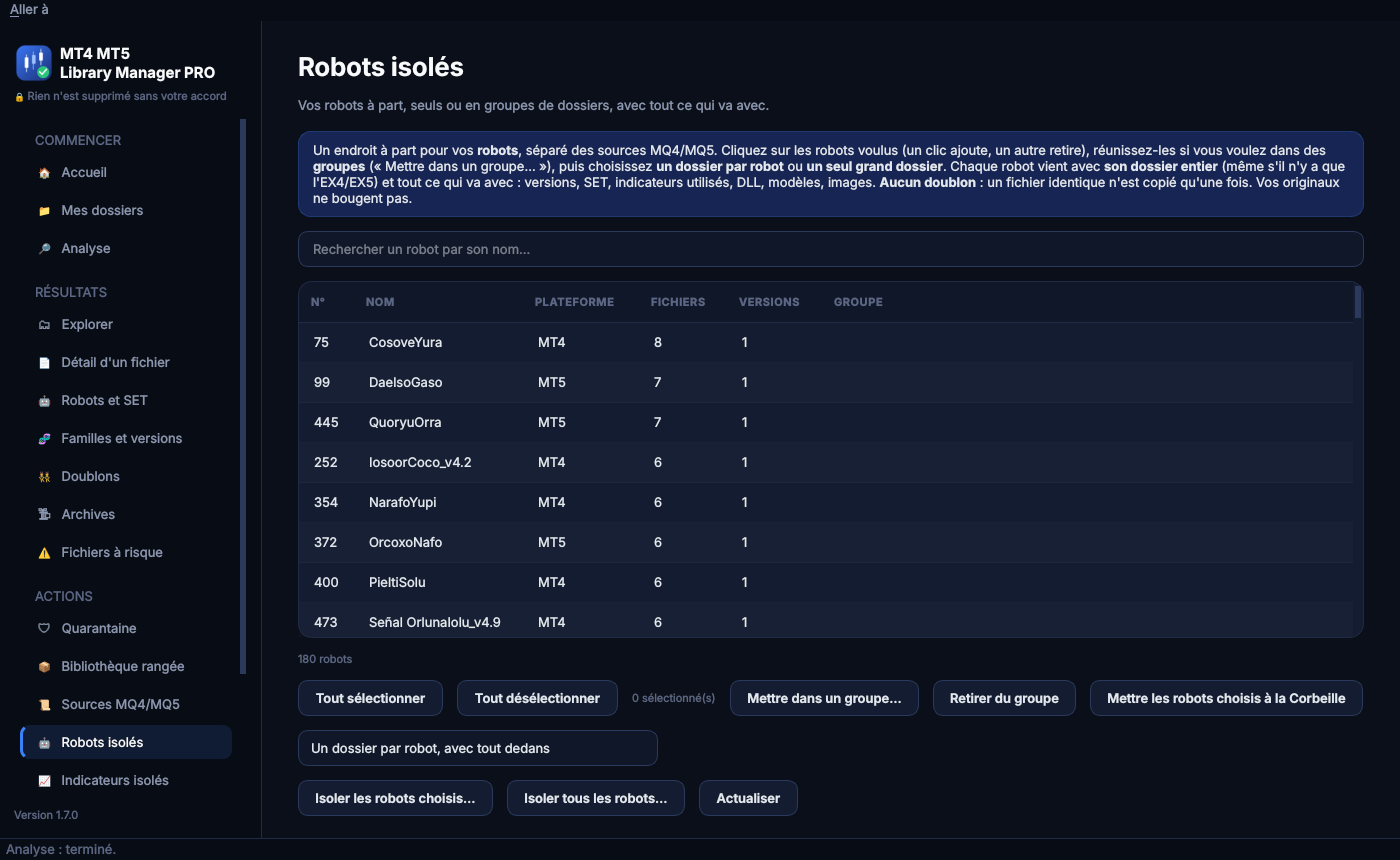 Aller à
MT4 MT5
Library Manager PRO
Rien n'est supprimé sans votre accord
COMMENCER
Accueil
Mes dossiers
Analyse
RÉSULTATS
Explorer
Détail d'un fichier
Robots et SET
Familles et versions
Doublons
Archives
Fichiers à risque
ACTIONS
Quarantaine
Bibliothèque rangée
Sources MQ4/MQ5
Robots isolés
Indicateurs isolés
Version 1.7.0
Robots isolés
Vos robots à part, seuls ou en groupes de dossiers, avec tout ce qui va avec.
Un endroit à part pour vos robots, séparé des sources MQ4/MQ5. Cliquez sur les robots voulus (un clic ajoute, un autre retire), réunissez-les si vous voulez dans des
groupes (« Mettre dans un groupe… »), puis choisissez un dossier par robot ou un seul grand dossier. Chaque robot vient avec son dossier entier (même s'il n'y a que
l'EX4/EX5) et tout ce qui va avec : versions, SET, indicateurs utilisés, DLL, modèles, images. Aucun doublon : un fichier identique n'est copié qu'une fois. Vos originaux
ne bougent pas.
Rechercher un robot par son nom…
N° NOM PLATEFORME FICHIERS VERSIONS GROUPE
75 CosoveYura MT4 8 1
99 DaelsoGaso MT5 7 1
445 QuoryuOrra MT5 7 1
252 IosoorCoco_v4.2 MT4 6 1
354 NarafoYupi MT4 6 1
372 OrcoxoNafo MT5 6 1
400 PieltiSolu MT4 6 1
473 Señal Orlunalolu_v4.9 MT4 6 1
180 robots
Tout sélectionner Tout désélectionner 0 sélectionné(s) Mettre dans un groupe… Retirer du groupe Mettre les robots choisis à la Corbeille
Un dossier par robot, avec tout dedans
Isoler les robots choisis… Isoler tous les robots… Actualiser
Analyse : terminé.